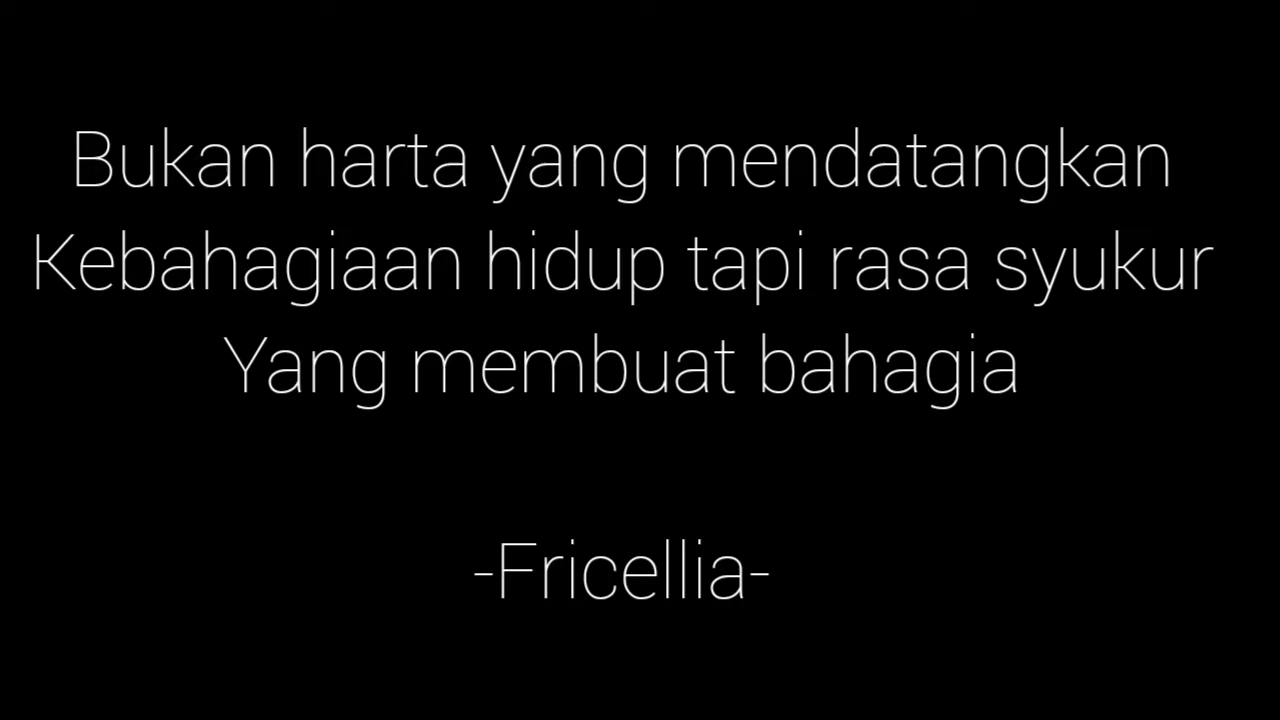 Bukan harta yang mendatangkan
Kebahagiaan hidup tapi rasa syukur
Yang membuat bahagia
-Fricellia-